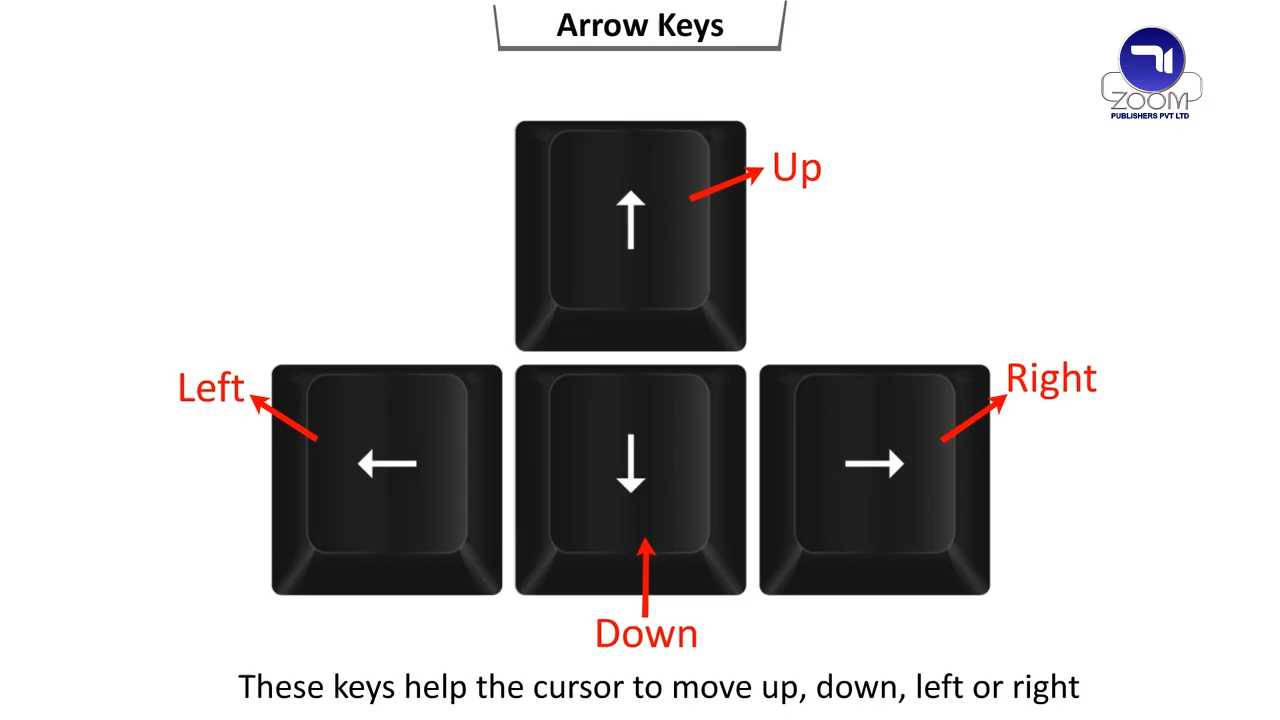 Arrow Keys
ZOOM
PUBLISHERS PVT LTD
Up
Left
Right
Down
These keys help the cursor to move up, down, left or right